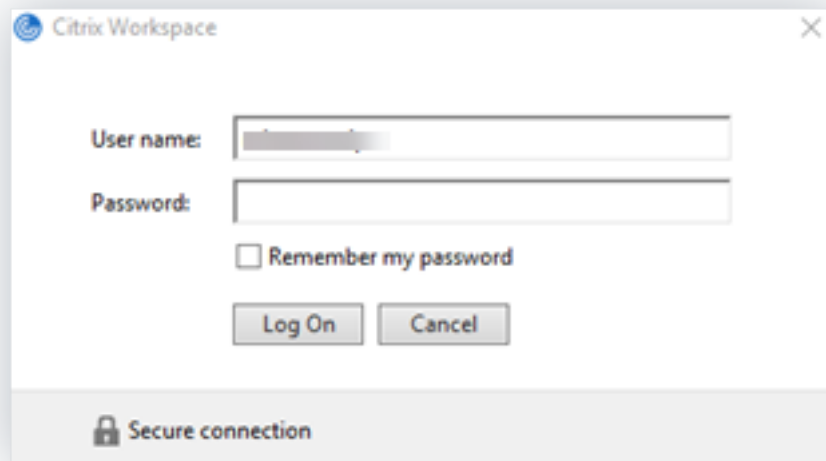 Citrix Workspace
User name:
Password:
Remember my password
Log On Cancel
Secure connection